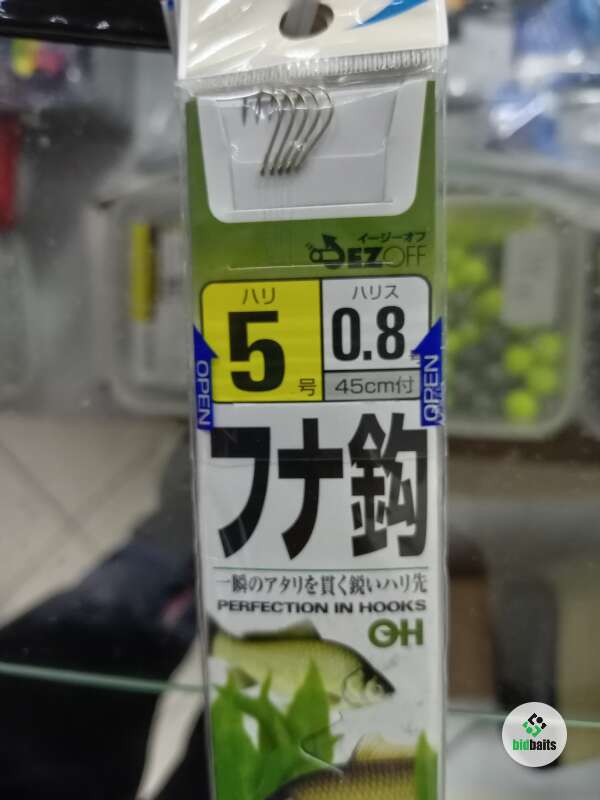 イージーオフ
EZOFF
ハリ
5
号
ハリス
0.8
45cm付
OPEN
OPEN
フナ鈎
一瞬のアタリを貫く鋭いハリ先
PERFECTION IN HOOKS
OH
bidbaits